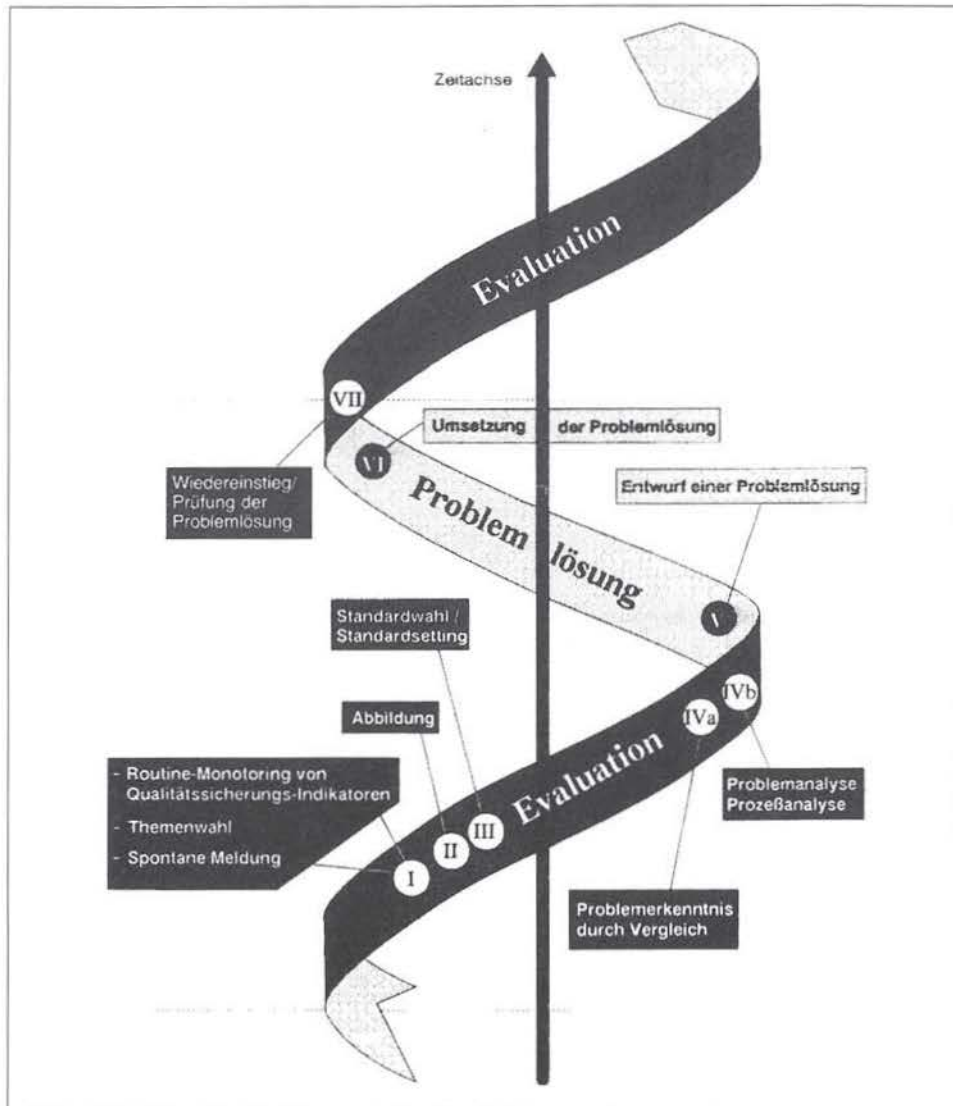 Zeitachse
Evaluation
VII
Umsetzung der Problemlösung
VI
Wiedereinstieg/
Prüfung der
Problemlösung
Entwurf einer Problemlösung
Problem lösung
V
Standardwahl /
Standardsetting
IVb
IVa
Abbildung
Evaluation
- Routine-Monotoring von
Qualitätssicherungs-Indikatoren
- Themenwahl
- Spontane Meldung
Problemanalyse
Prozeßanalyse
III
II
I
Problemerkenntnis
durch Vergleich